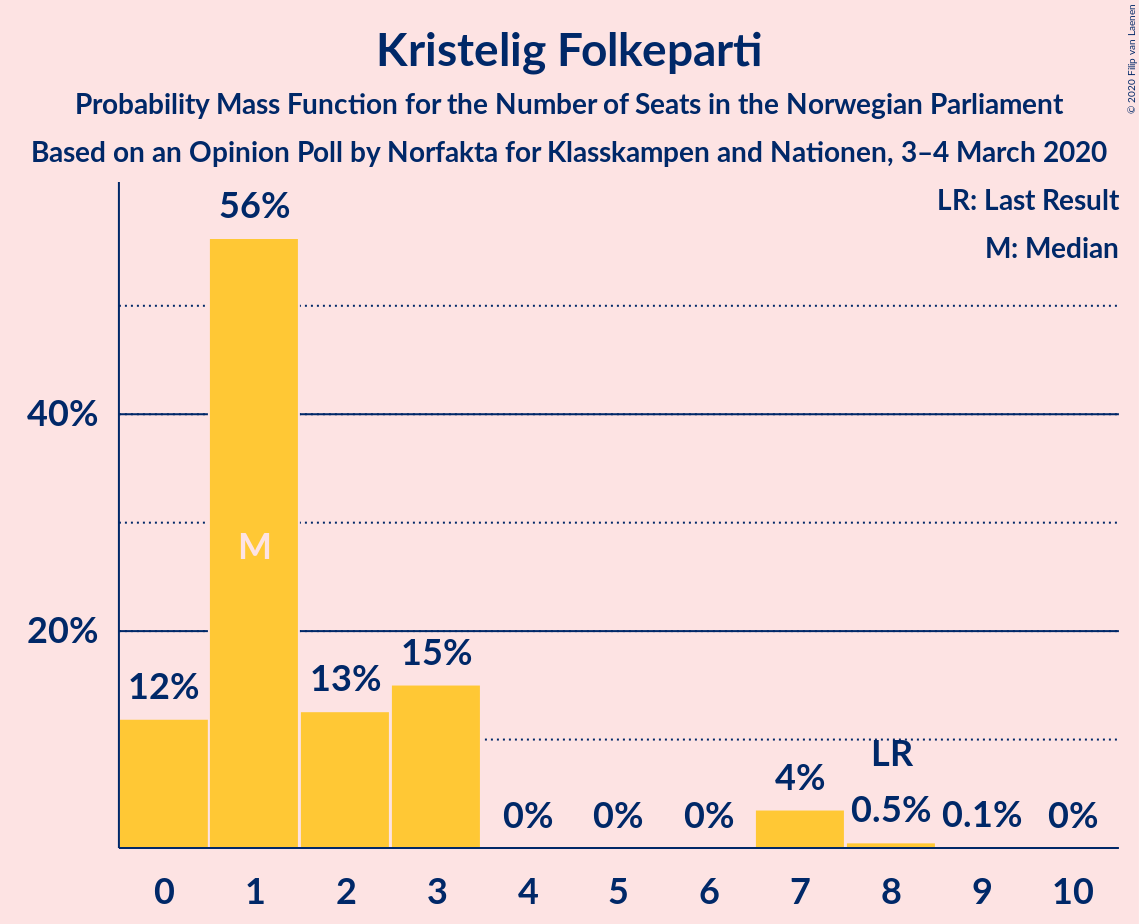 © 2020 Filip van Laenen
Kristelig Folkeparti
Probability Mass Function for the Number of Seats in the Norwegian Parliament
Based on an Opinion Poll by Norfakta for Klasskampen and Nationen, 3–4 March 2020
LR: Last Result
M: Median
56%
40%
M
20%
15%
13%
12%
LR
4%
0% 0% 0% 0.5% 0.1% 0%
0 1 2 3 4 5 6 7 8 9 10